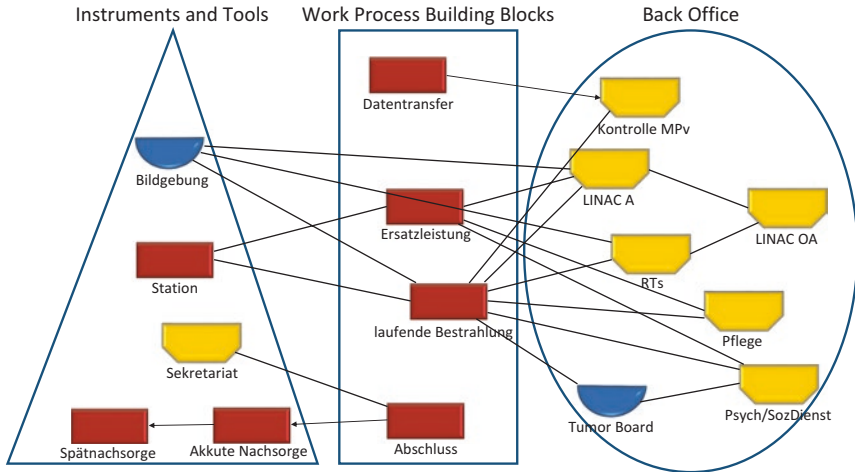 Instruments and Tools
Work Process Building Blocks
Back Office
Datentransfer
Kontrolle MPv
Bildgebung
LINAC A
Ersatzleistung
LINAC OA
Station
RTs
laufende Bestrahlung
Pflege
Sekretariat
Psych/SozDienst
Tumor Board
Spätnachsorge
Akkute Nachsorge
Abschluss